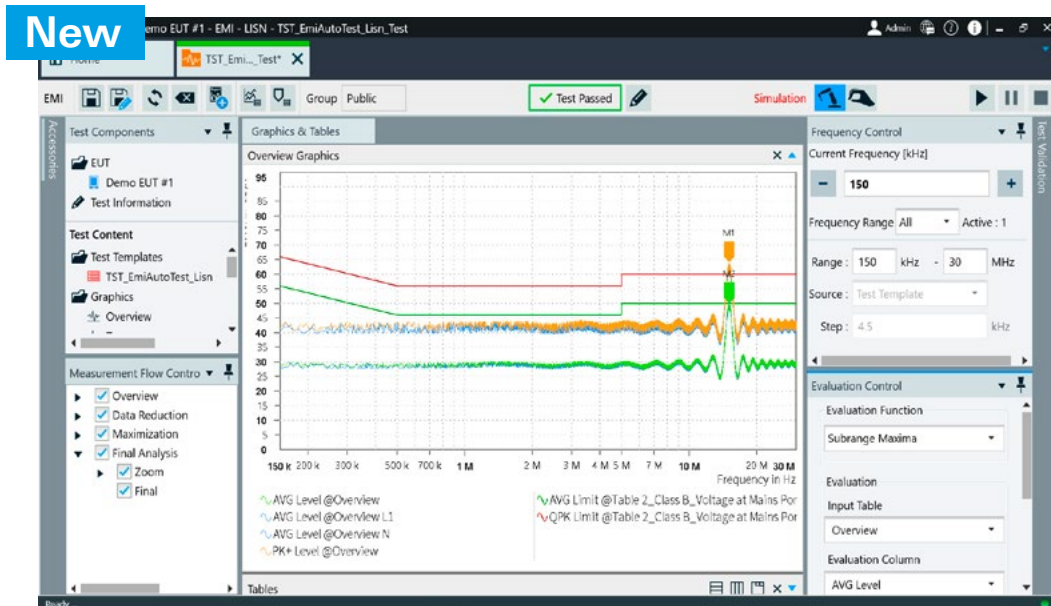 New
emo EUT #1 - EMI - LISN - TST_EmiAutoTest_Lisn_Test
Admin
Home
TST_Emi..._Test*
EMI
Group Public
Test Passed
Simulation
Accessories
Test Components
EUT
Demo EUT #1
Test Information
Test Content
Test Templates
TST_EmiAutoTest_Lisn
Graphics
Overview
Measurement Flow Contro
Overview
Data Reduction
Maximization
Final Analysis
Zoom
Final
Graphics & Tables
Overview Graphics
95
85
80
75
70
65
60
55
50
45
40
35
30
25
20
15
10
5
0
M1
M2
150 k 200 k 300 k 500 k 700 k 1 M 2 M 3 M 4 M 5 M 7 M 10 M 20 M 30 M
Frequency in Hz
AVG Level @Overview
AVG Level @Overview L1
AVG Level @Overview N
PK+ Level @Overview
AVG Limit @Table 2_Class B_Voltage at Mains Por
QPK Limit @Table 2_Class B_Voltage at Mains Por
Tables
Frequency Control
Current Frequency [kHz]
150
Frequency Range All Active : 1
Range : 150 kHz - 30 MHz
Source : Test Template
Step : 4.5 kHz
Evaluation Control
Evaluation Function
Subrange Maxima
Evaluation
Input Table
Overview
Evaluation Column
AVG Level
Test Validation
Ready